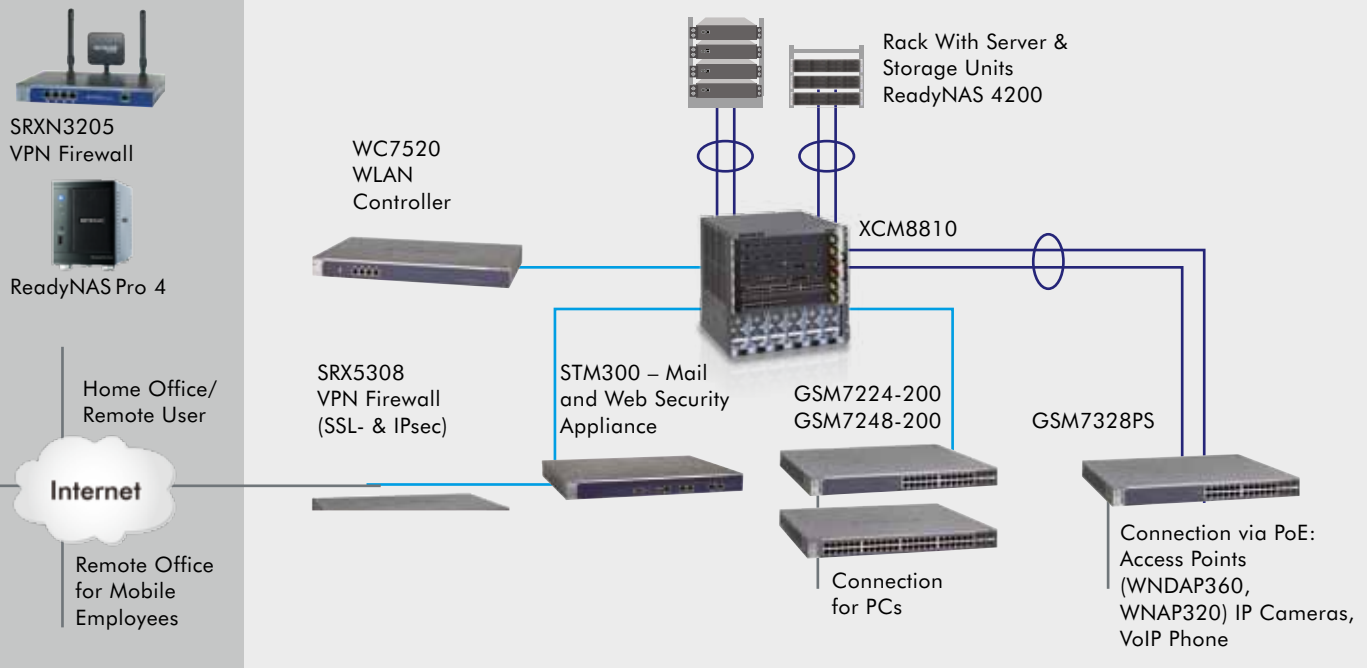 SRXN3205
VPN Firewall
ReadyNAS Pro 4
Home Office/
Remote User
Internet
Remote Office
for Mobile
Employees
WC7520
WLAN
Controller
Rack With Server &
Storage Units
ReadyNAS 4200
XCM8810
SRX5308
VPN Firewall
(SSL- & IPsec)
STM300 – Mail
and Web Security
Appliance
GSM7224-200
GSM7248-200
Connection
for PCs
GSM7328PS
Connection via PoE:
Access Points
(WNDAP360,
WNAP320) IP Cameras,
VoIP Phone